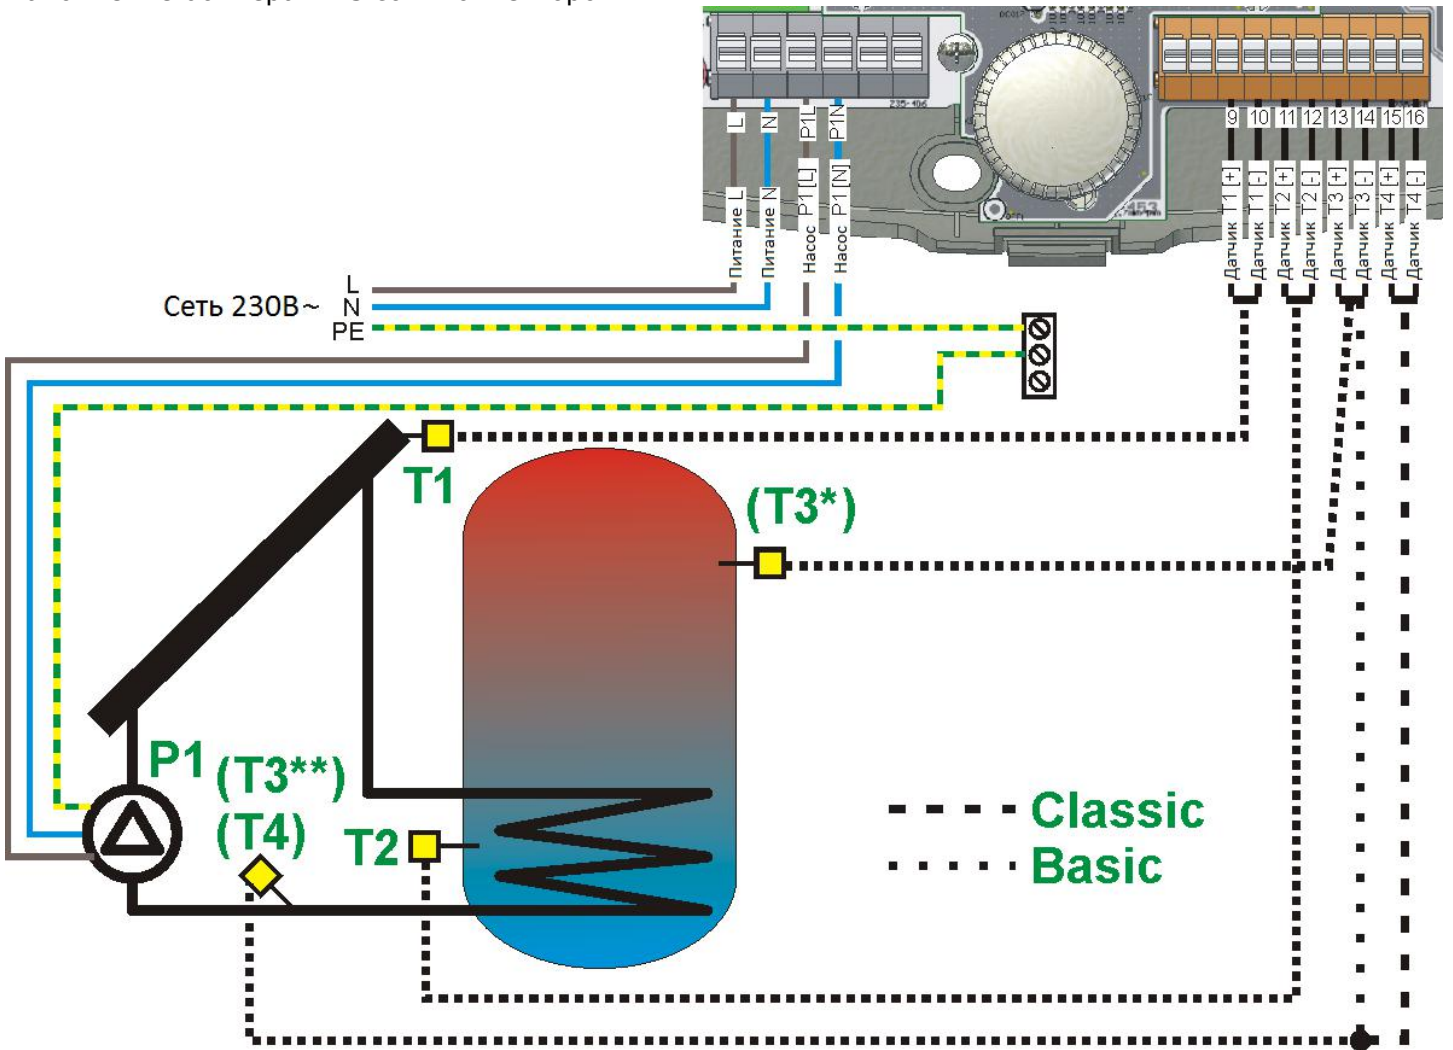 Z35-406
L
N
P1L
P1N
9 10 11 12 13 14 15 16
Питание L
Питание N
Насос P1 [L]
Насос P1 [N]
Датчик T1 [+]
Датчик T1 [-]
Датчик T2 [+]
Датчик T2 [-]
Датчик T3 [+]
Датчик T3 [-]
Датчик T4 [+]
Датчик T4 [-]
Сеть 230В~
L
N
PE
T1
(T3*)
P1
(T3**)
(T4)
T2
Classic
Basic